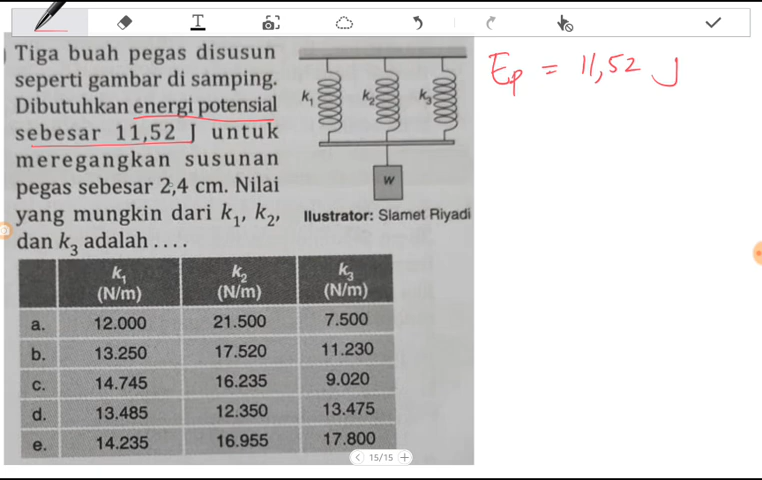 T
Tiga buah pegas disusun
seperti gambar di samping.
Dibutuhkan energi potensial
sebesar 11,52 J untuk
meregangkan susunan
pegas sebesar 2,4 cm. Nilai
yang mungkin dari k₁, k₂,
dan k₃ adalah . . . .
k₁ k₂ k₃
W
Ilustrator: Slamet Riyadi
Ep = 11,52 J
k₁ (N/m) k₂ (N/m) k₃ (N/m)
a. 12.000 21.500 7.500
b. 13.250 17.520 11.230
c. 14.745 16.235 9.020
d. 13.485 12.350 13.475
e. 14.235 16.955 17.800
15/15